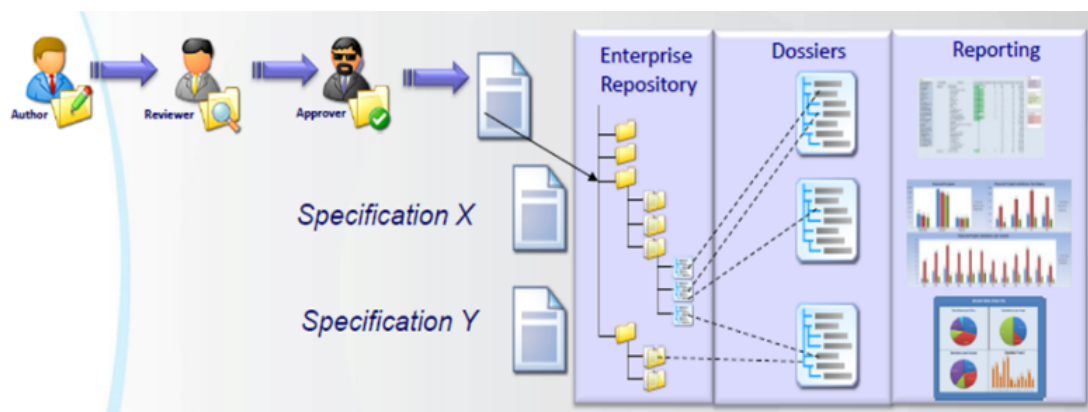 Author
Reviewer
Approver
Specification X
Specification Y
Enterprise
Repository
Dossiers
Reporting